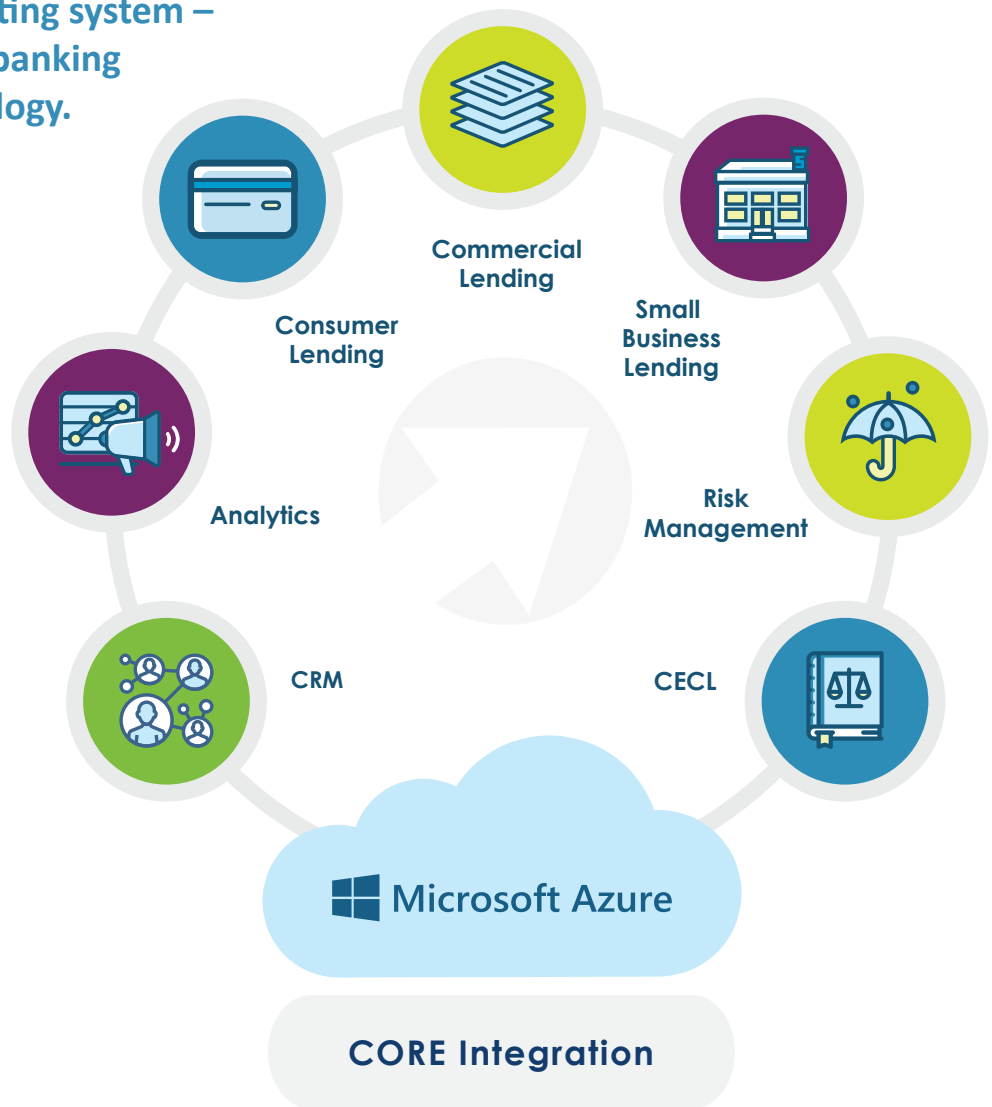 ting system –
banking
logy.
Commercial
Lending
Consumer
Lending
Small
Business
Lending
Analytics
Risk
Management
CRM
CECL
Microsoft Azure
CORE Integration